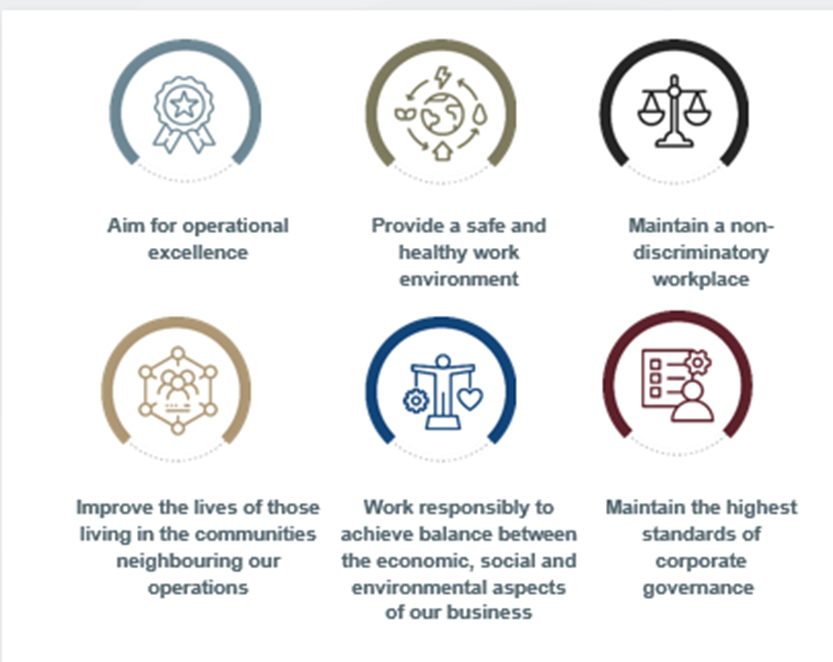 Aim for operational
excellence
Provide a safe and
healthy work
environment
Maintain a non-
discriminatory
workplace
Improve the lives of those
living in the communities
neighbouring our
operations
Work responsibly to
achieve balance between
the economic, social and
environmental aspects
of our business
Maintain the highest
standards of
corporate
governance